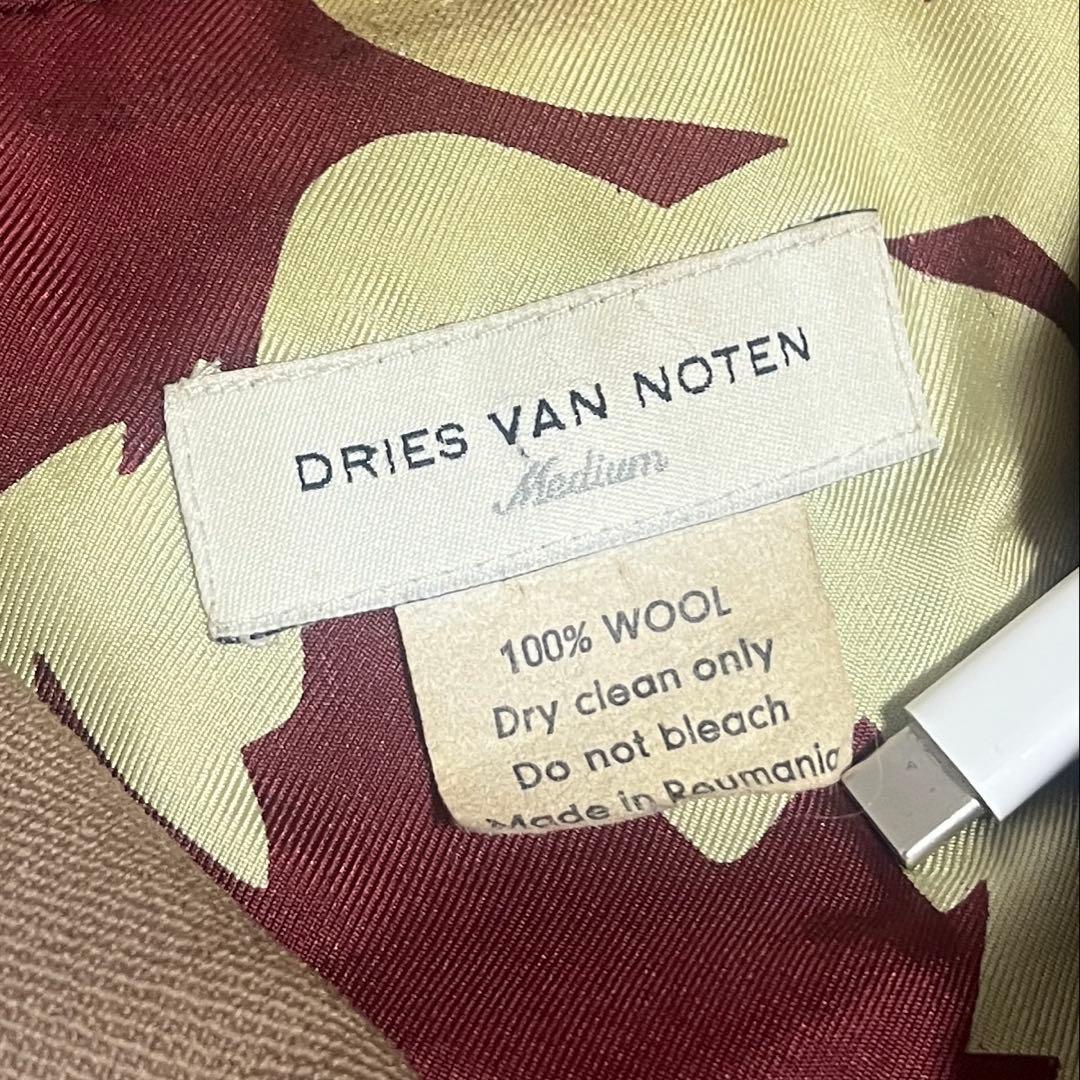 DRIES VAN NOTEN
Medium
100% WOOL
Dry clean only
Do not bleach
Made in Roumania